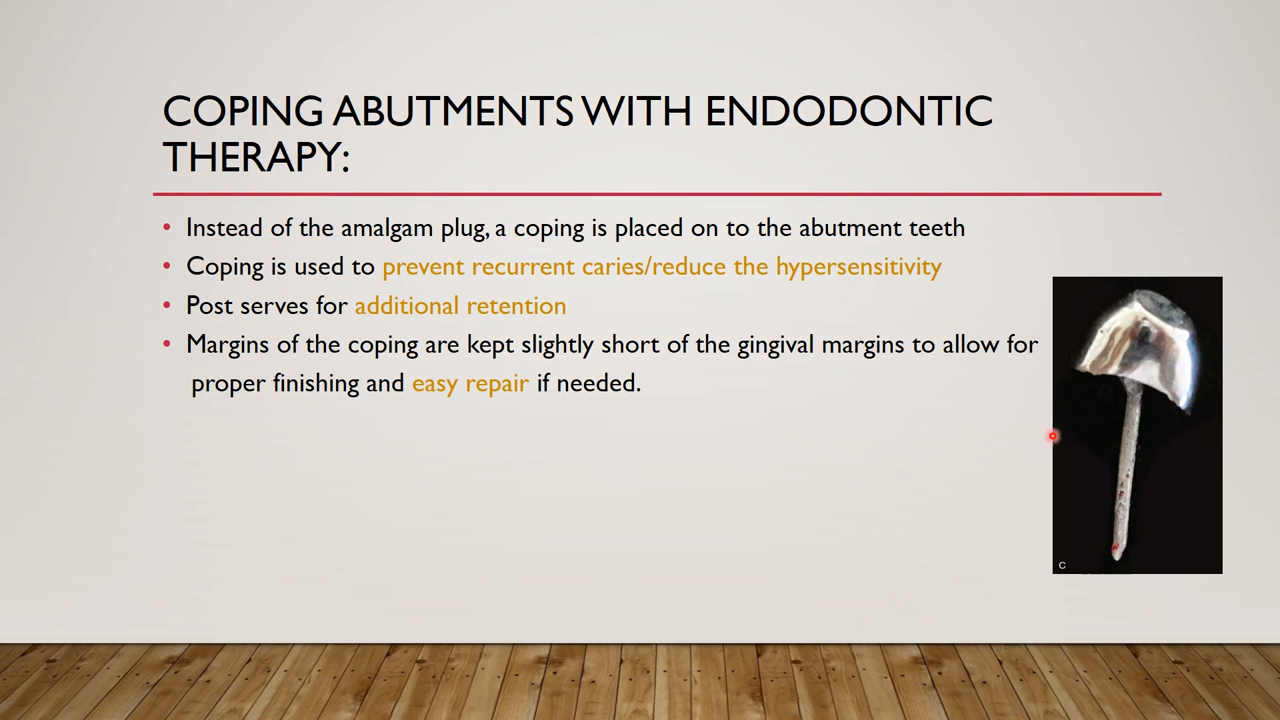 COPING ABUTMENTS WITH ENDODONTIC
THERAPY:
• Instead of the amalgam plug, a coping is placed on to the abutment teeth
• Coping is used to prevent recurrent caries/reduce the hypersensitivity
• Post serves for additional retention
• Margins of the coping are kept slightly short of the gingival margins to allow for
proper finishing and easy repair if needed.
C